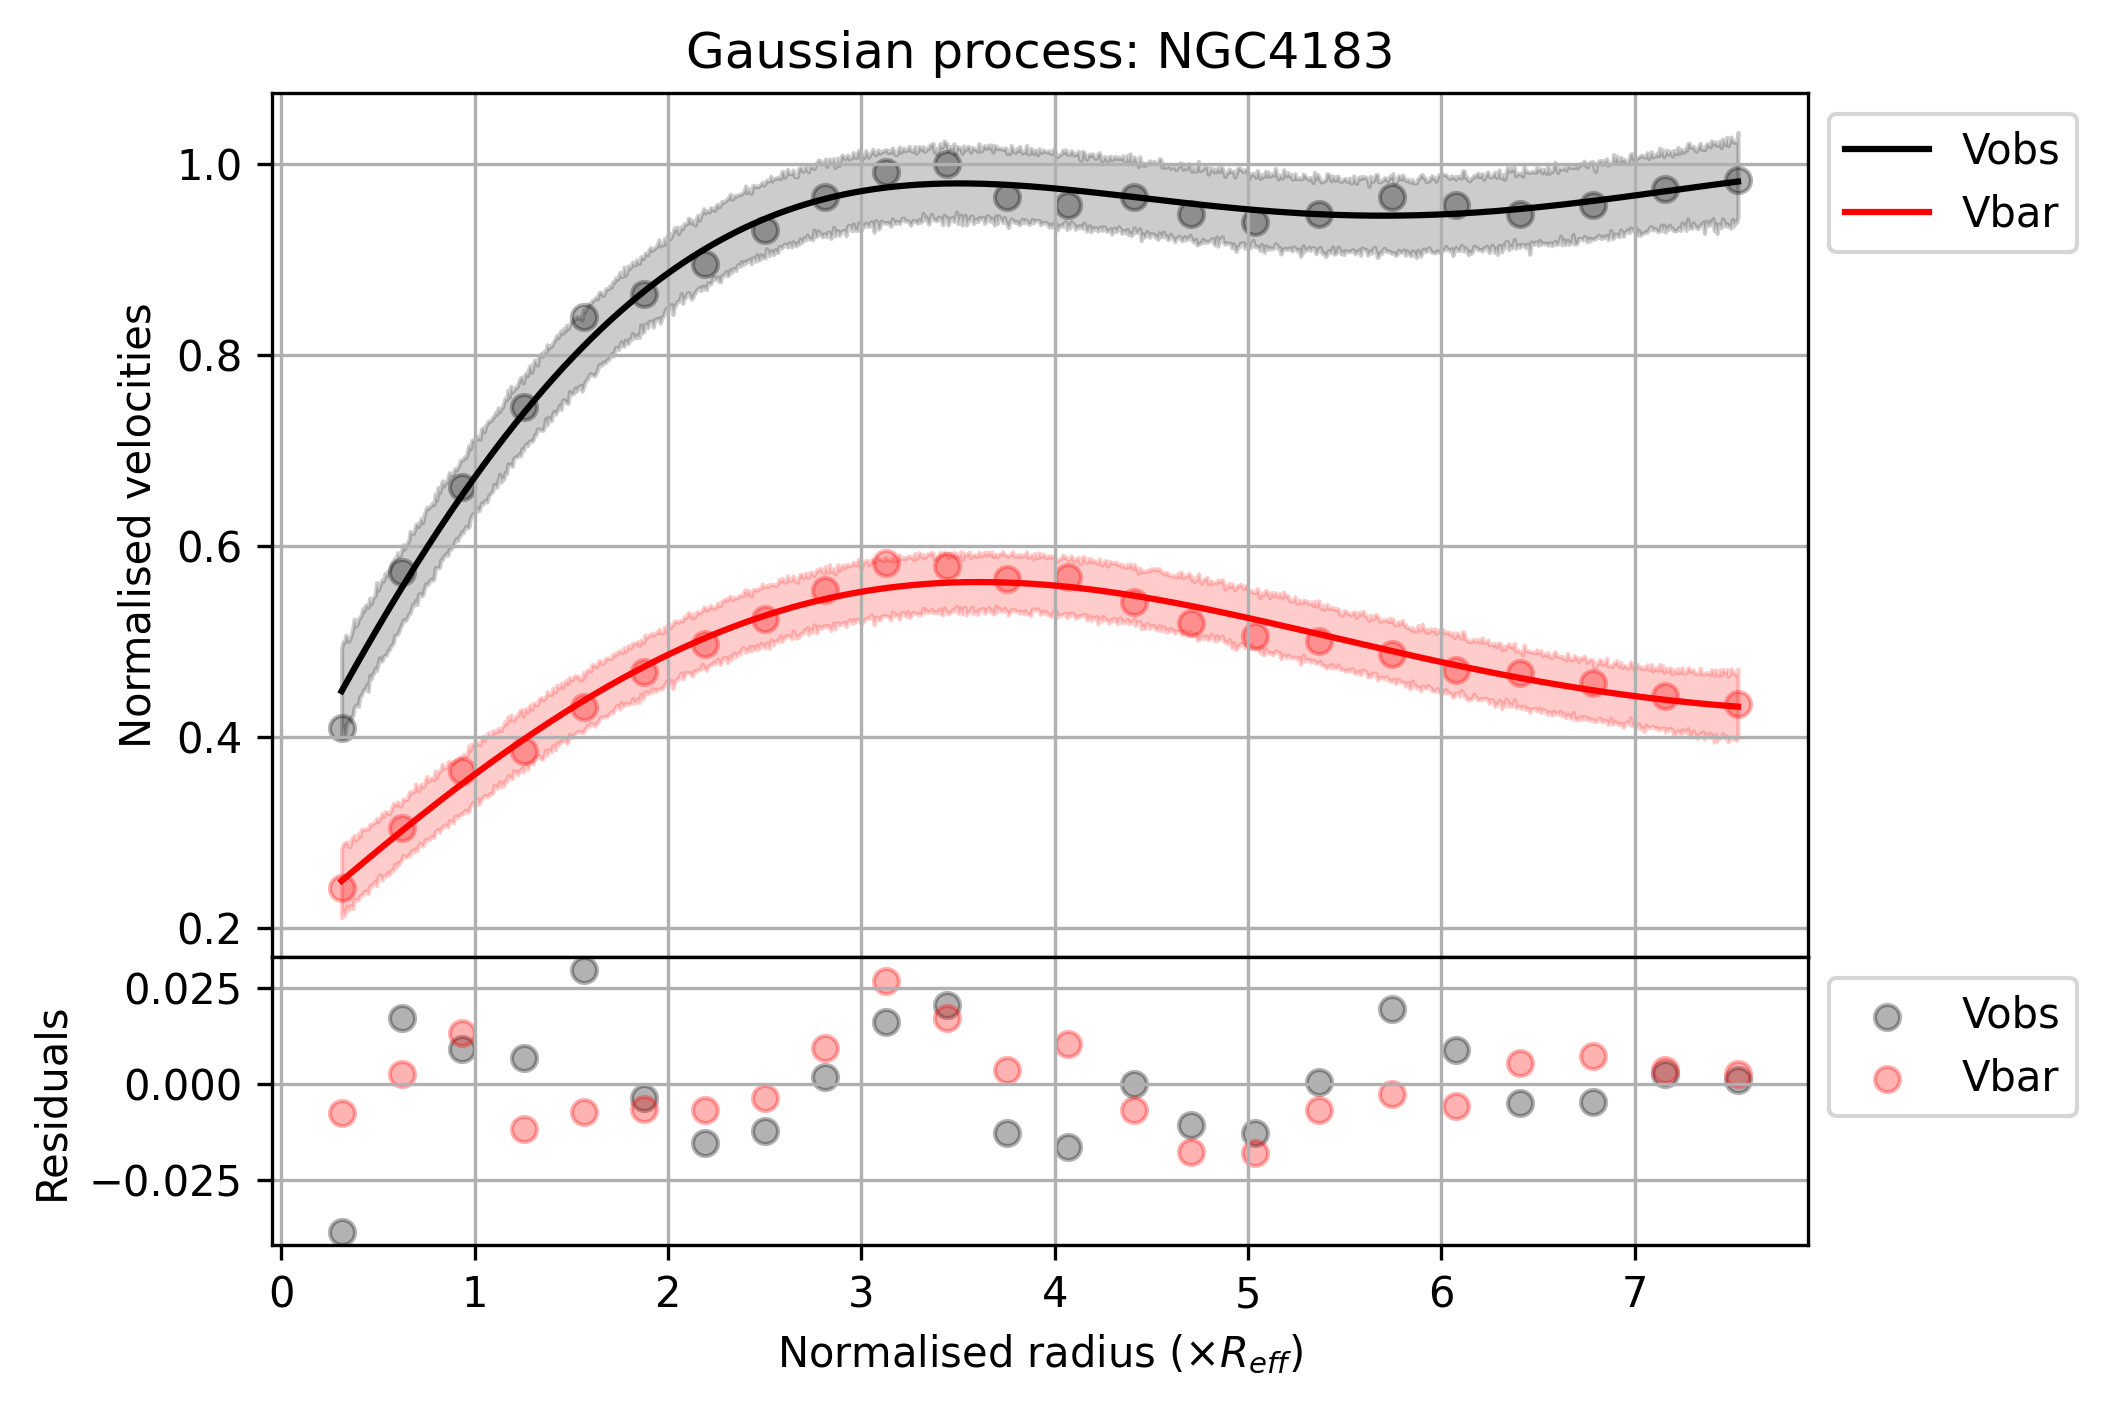 Gaussian process: NGC4183
Normalised velocities
1.0
0.8
0.6
0.4
0.2
Vobs
Vbar
Residuals
0.025
0.000
−0.025
Vobs
Vbar
0 1 2 3 4 5 6 7
Normalised radius (×R_eff)